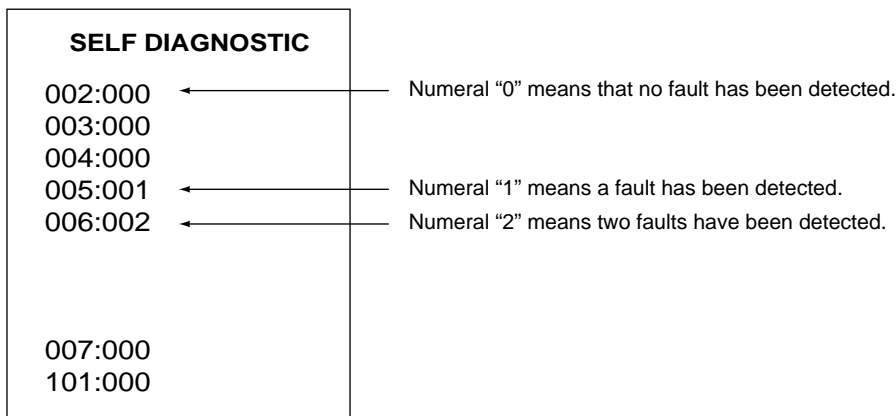 SELF DIAGNOSTIC
002:000 Numeral “0” means that no fault has been detected.
003:000
004:000
005:001 Numeral “1” means a fault has been detected.
006:002 Numeral “2” means two faults have been detected.
007:000
101:000